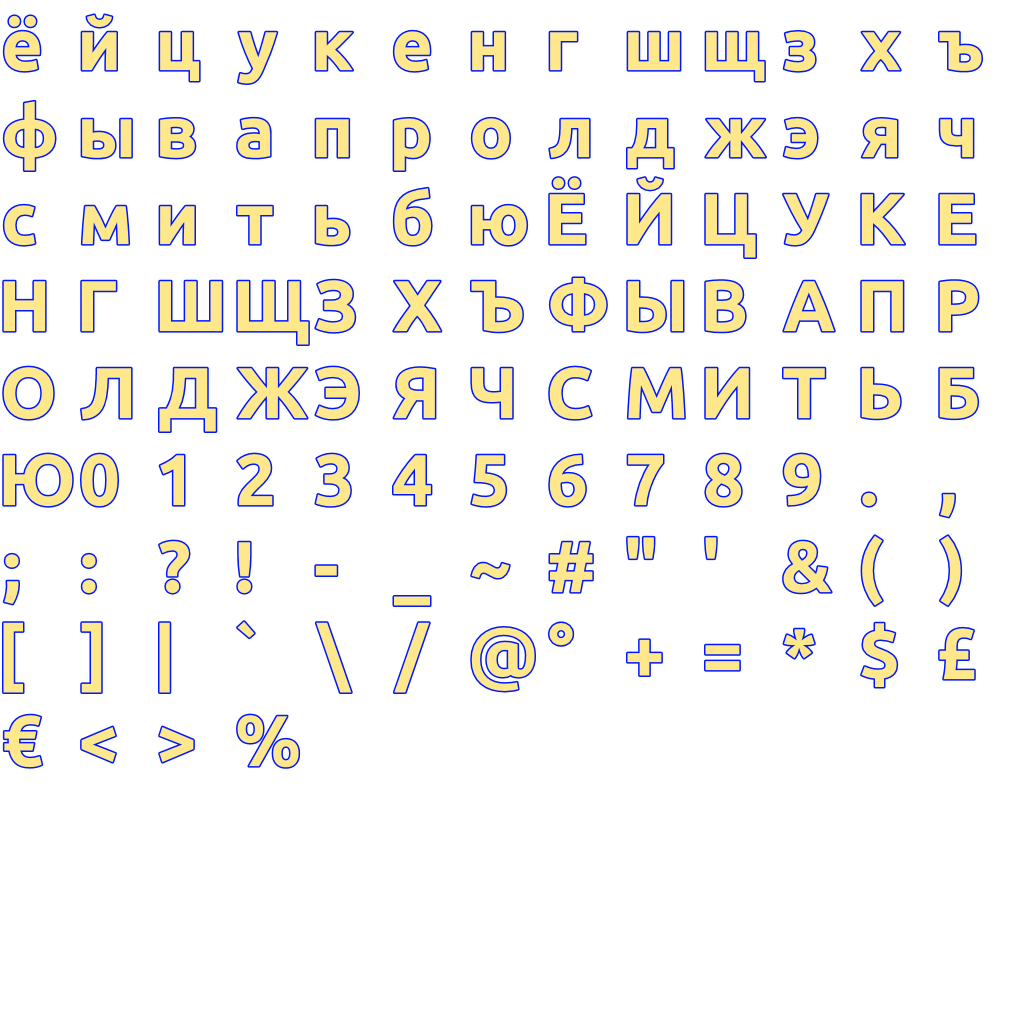 ё й ц у к е н г ш щ з х ъ
ф ы в а п р о л д ж э я ч
с м и т ь б ю Ё Й Ц У К Е
Н Г Ш Щ З Х Ъ Ф Ы В А П Р
О Л Д Ж Э Я Ч С М И Т Ь Б
Ю 0 1 2 3 4 5 6 7 8 9 . ,
; : ? ! - _ ~ # " ' & ( )
[ ] | ` \ / @ ° + = * $ £
€ < > %